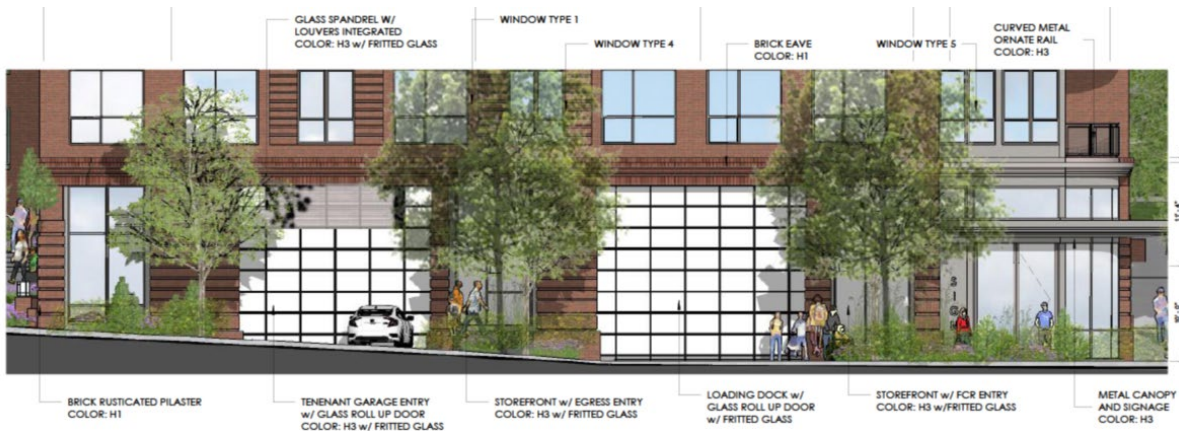 GLASS SPANDREL W/
LOUVERS INTEGRATED
COLOR: H3 w/ FRITTED GLASS
WINDOW TYPE 1
WINDOW TYPE 4
BRICK EAVE
COLOR: H1
WINDOW TYPE 5
CURVED METAL
ORNATE RAIL
COLOR: H3
SIGN
BRICK RUSTICATED PILASTER
COLOR: H1
TENENANT GARAGE ENTRY
w/ GLASS ROLL UP DOOR
COLOR: H3 w/ FRITTED GLASS
STOREFRONT w/ EGRESS ENTRY
COLOR: H3 w/ FRITTED GLASS
LOADING DOCK w/
GLASS ROLL UP DOOR
w/ FRITTED GLASS
STOREFRONT w/ FCR ENTRY
COLOR: H3 w/FRITTED GLASS
METAL CANOPY
AND SIGNAGE
COLOR: H3